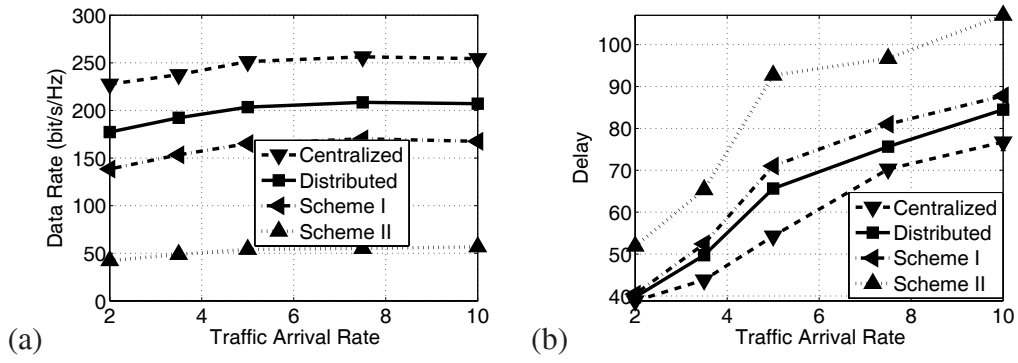 300
250
200
150
100
50
0
2
4
6
8
10
Data Rate (bit/s/Hz)
Traffic Arrival Rate
Centralized
Distributed
Scheme I
Scheme II
(a)
100
90
80
70
60
50
40
2
4
6
8
10
Delay
Traffic Arrival Rate
Centralized
Distributed
Scheme I
Scheme II
(b)